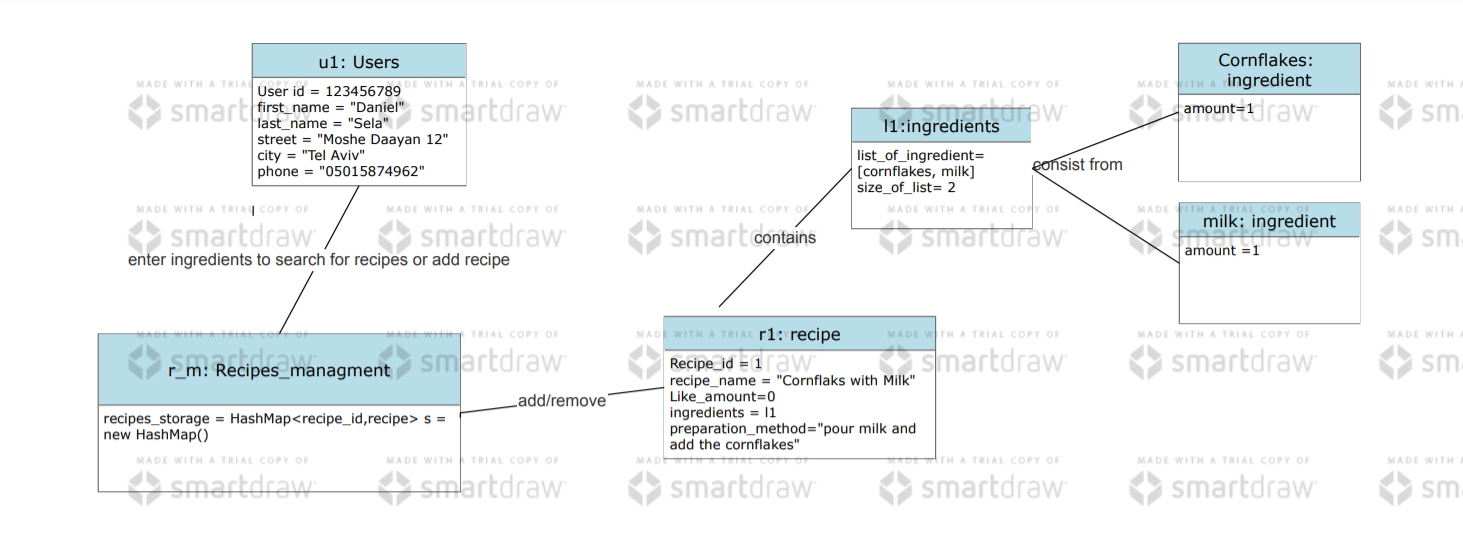 u1: Users
User id = 123456789
first_name = "Daniel"
last_name = "Sela"
street = "Moshe Daayan 12"
city = "Tel Aviv"
phone = "05015874962"
enter ingredients to search for recipes or add recipe
r_m: Recipes_managment
recipes_storage = HashMap<recipe_id,recipe> s =
new HashMap()
add/remove
r1: recipe
Recipe_id = 1
recipe_name = "Cornflaks with Milk"
Like_amount=0
ingredients = l1
preparation_method="pour milk and
add the cornflakes"
contains
l1:ingredients
list_of_ingredient=
[cornflakes, milk]
size_of_list= 2
consist from
Cornflakes:
ingredient
amount=1
milk: ingredient
amount =1
MADE WITH A TRIAL COPY OF
smartdraw